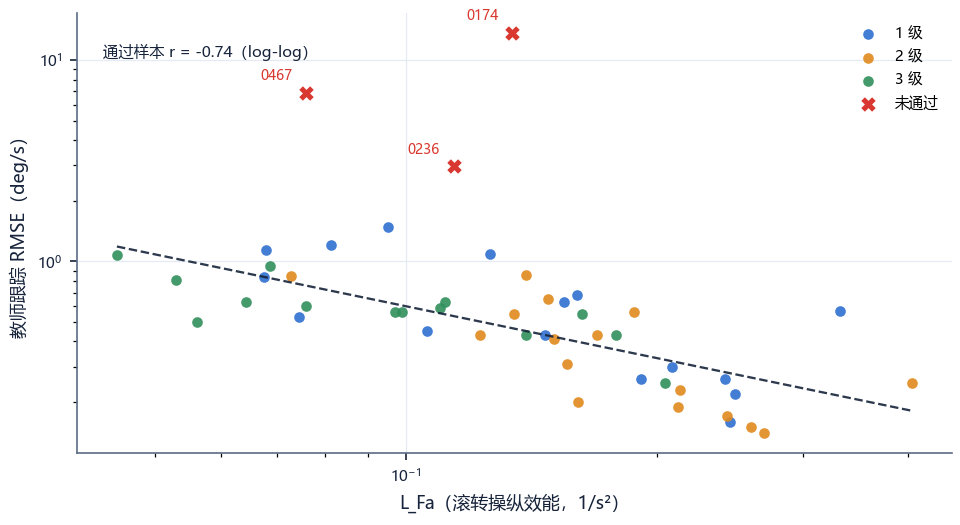 0174
通过样本 r = -0.74（log-log）
0467
0236
1 级
2 级
3 级
未通过
10¹
10⁰
教师跟踪 RMSE（deg/s）
10⁻¹
L_Fa（滚转操纵效能，1/s²）